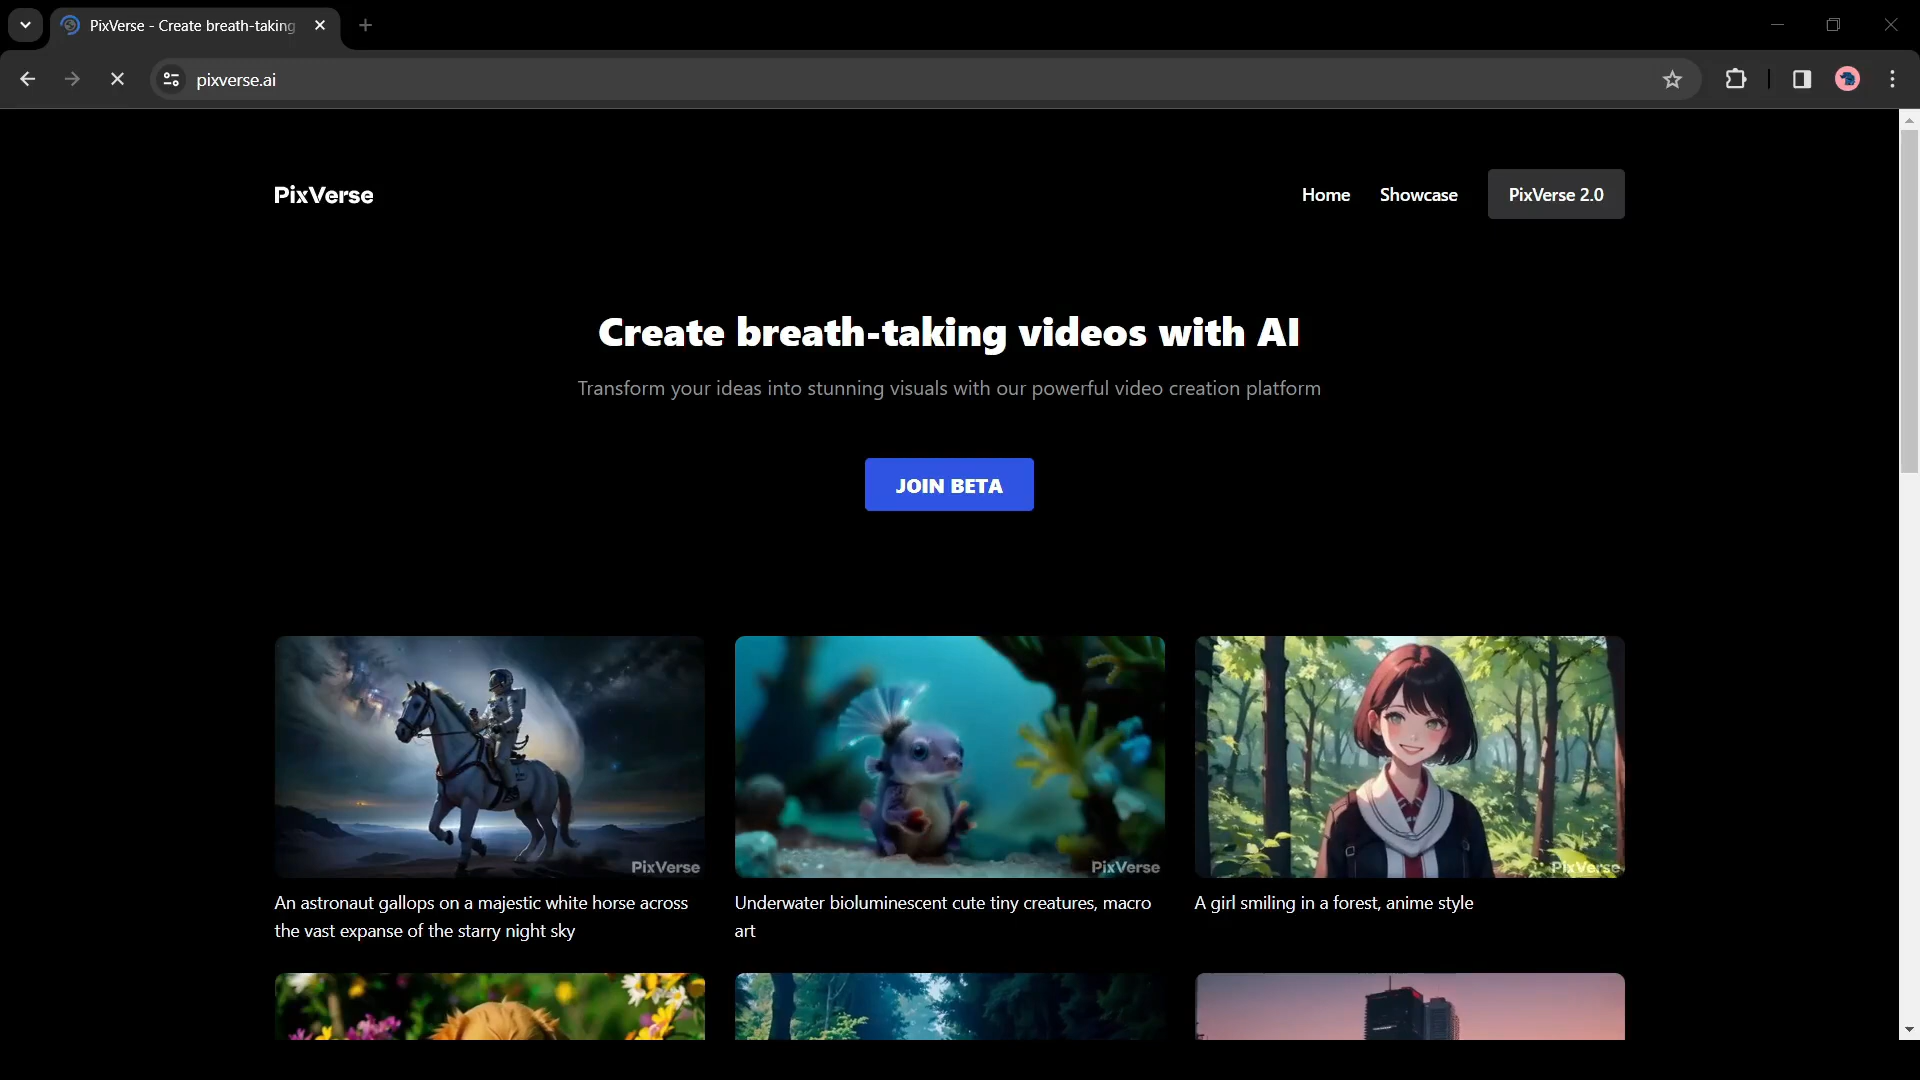 PixVerse - Create breath-taking
pixverse.ai
PixVerse
Home
Showcase
PixVerse 2.0
Create breath-taking videos with AI
Transform your ideas into stunning visuals with our powerful video creation platform
JOIN BETA
PixVerse
PixVerse
PixVerse
An astronaut gallops on a majestic white horse across
the vast expanse of the starry night sky
Underwater bioluminescent cute tiny creatures, macro
art
A girl smiling in a forest, anime style